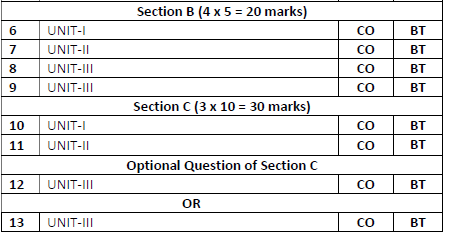 Section B (4 x 5 = 20 marks)
6 UNIT-I CO BT
7 UNIT-II CO BT
8 UNIT-III CO BT
9 UNIT-III CO BT
Section C (3 x 10 = 30 marks)
10 UNIT-I CO BT
11 UNIT-II CO BT
Optional Question of Section C
12 UNIT-III CO BT
OR
13 UNIT-III CO BT